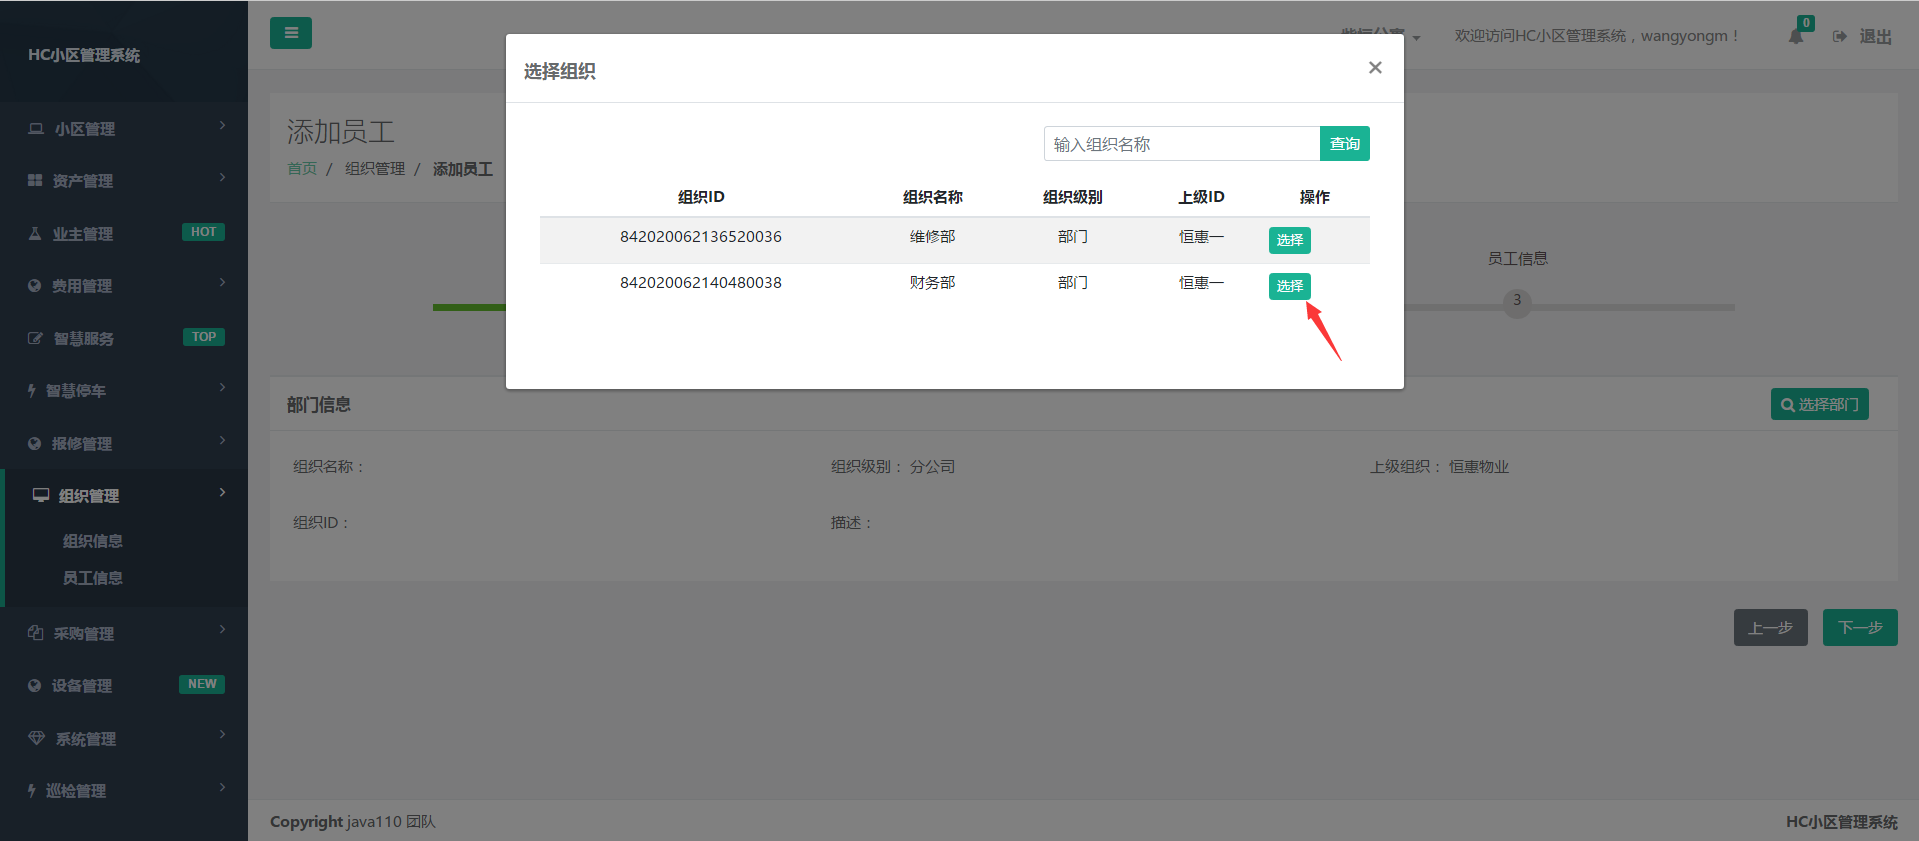 HC小区管理系统
小区管理
资产管理
业主管理 HOT
费用管理
智慧服务 TOP
智慧停车
报修管理
组织管理
组织信息
员工信息
采购管理
设备管理 NEW
系统管理
巡检管理
欢迎访问HC小区管理系统，wangyongm！ 0 退出
添加员工
首页 / 组织管理 / 添加员工
选择组织 ×
输入组织名称 查询
组织ID 组织名称 组织级别 上级ID 操作
842020062136520036 维修部 部门 恒惠一 选择
842020062140480038 财务部 部门 恒惠一 选择
员工信息
3
部门信息 选择部门
组织名称： 组织级别： 分公司 上级组织： 恒惠物业
组织ID： 描述：
上一步 下一步
Copyright java110 团队 HC小区管理系统